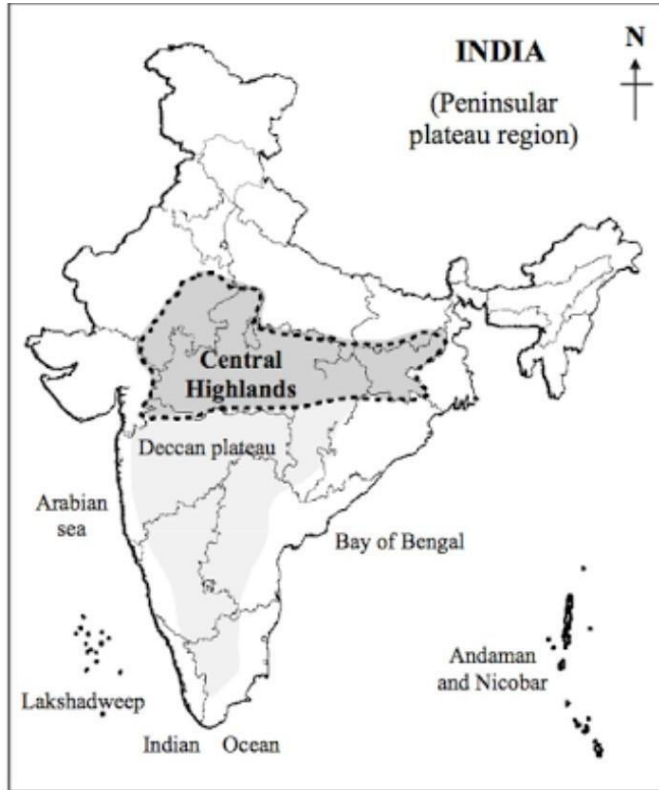 INDIA
N
(Peninsular
plateau region)
Central
Highlands
Deccan plateau
Arabian
sea
Bay of Bengal
Andaman
and Nicobar
Lakshadweep
Indian Ocean